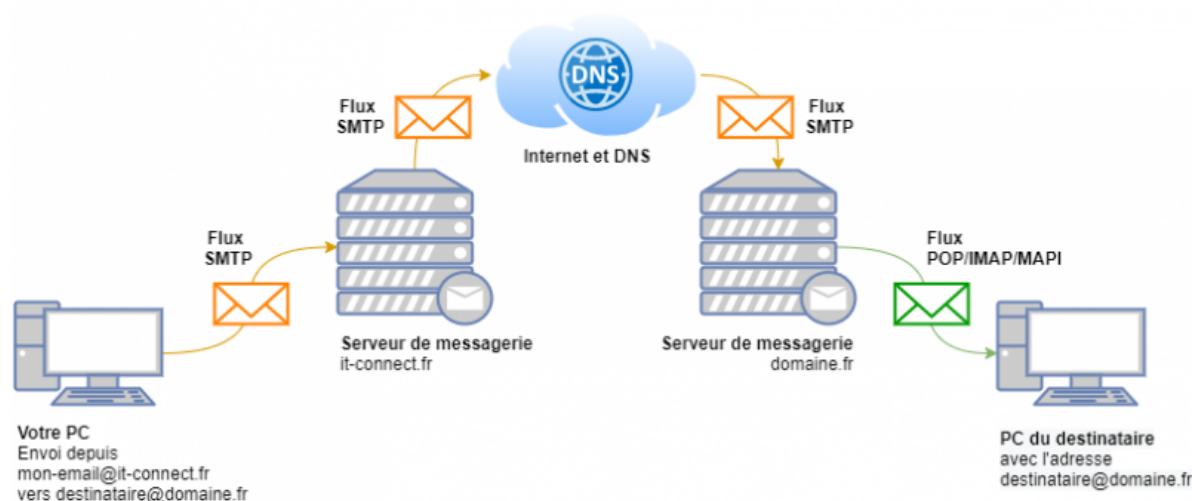 DNS
Flux
SMTP
Flux
SMTP
Internet et DNS
Flux
SMTP
Flux
POP/IMAP/MAPI
Serveur de messagerie
it-connect.fr
Serveur de messagerie
domaine.fr
Votre PC
Envoi depuis
mon-email@it-connect.fr
vers destinataire@domaine.fr
PC du destinataire
avec l'adresse
destinataire@domaine.fr